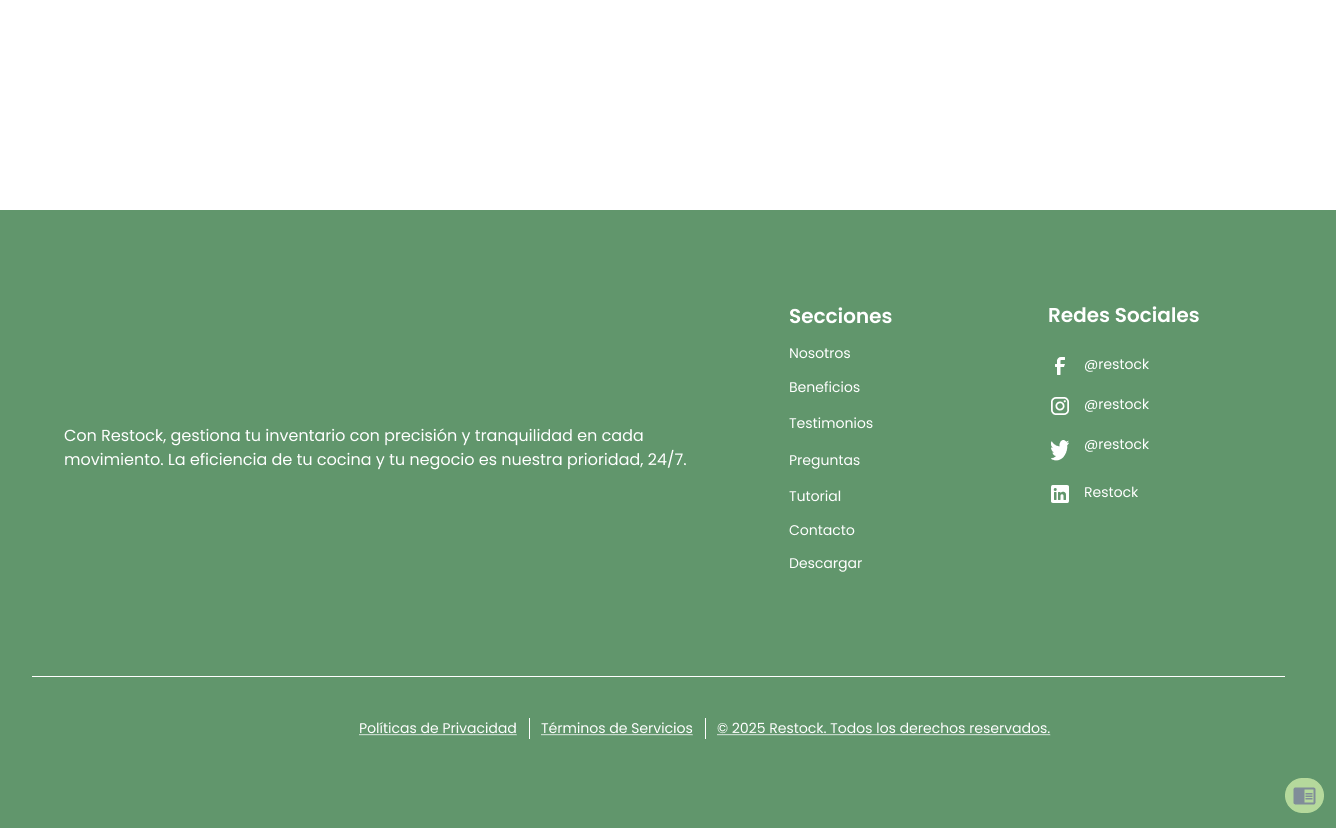 Con Restock, gestiona tu inventario con precisión y tranquilidad en cada
movimiento. La eficiencia de tu cocina y tu negocio es nuestra prioridad, 24/7.
Secciones
Nosotros
Beneficios
Testimonios
Preguntas
Tutorial
Contacto
Descargar
Redes Sociales
@restock
@restock
@restock
Restock
Políticas de Privacidad
Términos de Servicios
© 2025 Restock. Todos los derechos reservados.